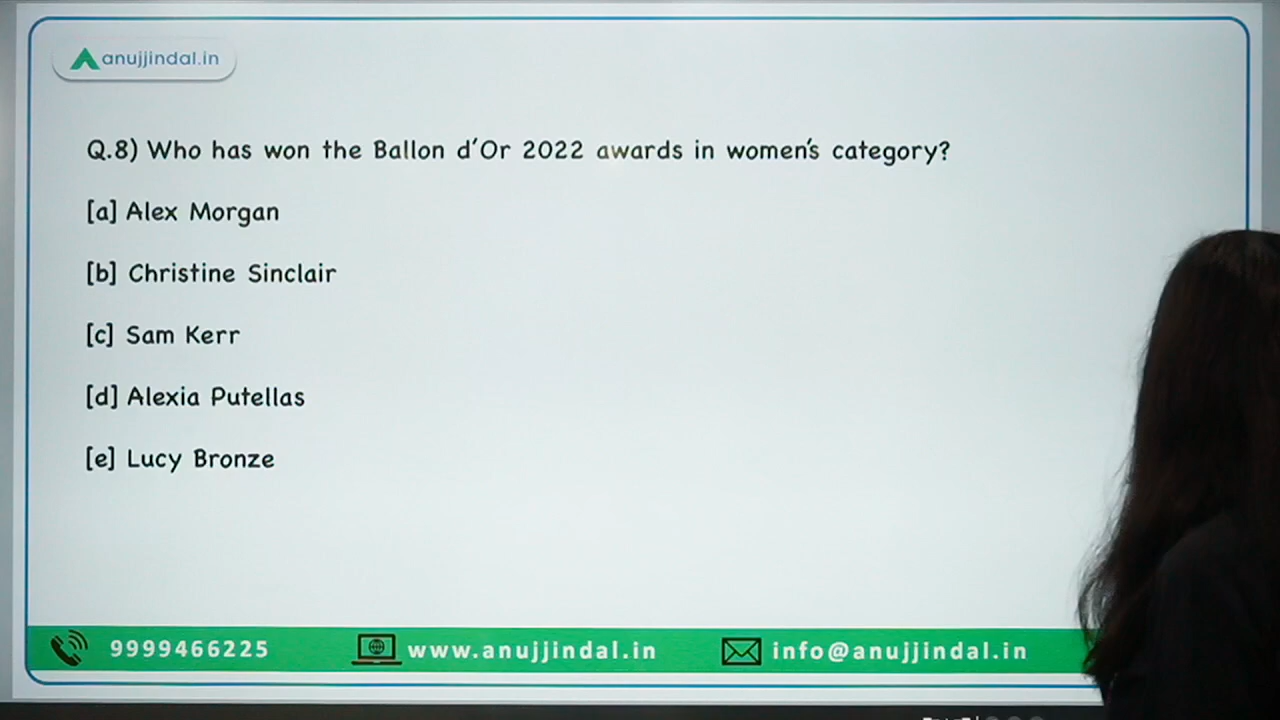 anujjindal.in
Q.8) Who has won the Ballon d'Or 2022 awards in women's category?
[a] Alex Morgan
[b] Christine Sinclair
[c] Sam Kerr
[d] Alexia Putellas
[e] Lucy Bronze
9999466225 www.anujjindal.in info@anujjindal.in